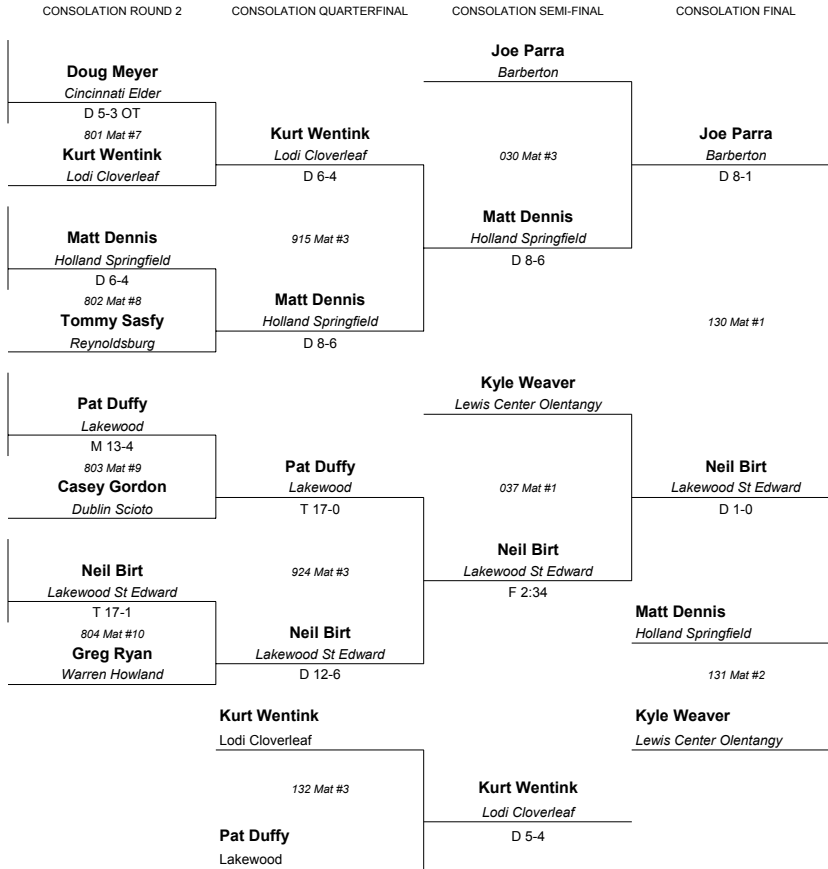 CONSOLATION ROUND 2 CONSOLATION QUARTERFINAL CONSOLATION SEMI-FINAL CONSOLATION FINAL
Joe Parra
Barberton
Doug Meyer
Cincinnati Elder
D 5-3 OT
801 Mat #7
Kurt Wentink
Lodi Cloverleaf
Kurt Wentink
Lodi Cloverleaf
D 6-4
030 Mat #3
Joe Parra
Barberton
D 8-1
Matt Dennis
Holland Springfield
D 6-4
802 Mat #8
Tommy Sasfy
Reynoldsburg
915 Mat #3
Matt Dennis
Holland Springfield
D 8-6
Matt Dennis
Holland Springfield
D 8-6
130 Mat #1
Pat Duffy
Lakewood
M 13-4
803 Mat #9
Casey Gordon
Dublin Scioto
Pat Duffy
Lakewood
T 17-0
Kyle Weaver
Lewis Center Olentangy
037 Mat #1
Neil Birt
Lakewood St Edward
D 1-0
Neil Birt
Lakewood St Edward
T 17-1
804 Mat #10
Greg Ryan
Warren Howland
924 Mat #3
Neil Birt
Lakewood St Edward
D 12-6
Neil Birt
Lakewood St Edward
F 2:34
Matt Dennis
Holland Springfield
131 Mat #2
Kyle Weaver
Lewis Center Olentangy
Kurt Wentink
Lodi Cloverleaf
132 Mat #3
Pat Duffy
Lakewood
Kurt Wentink
Lodi Cloverleaf
D 5-4